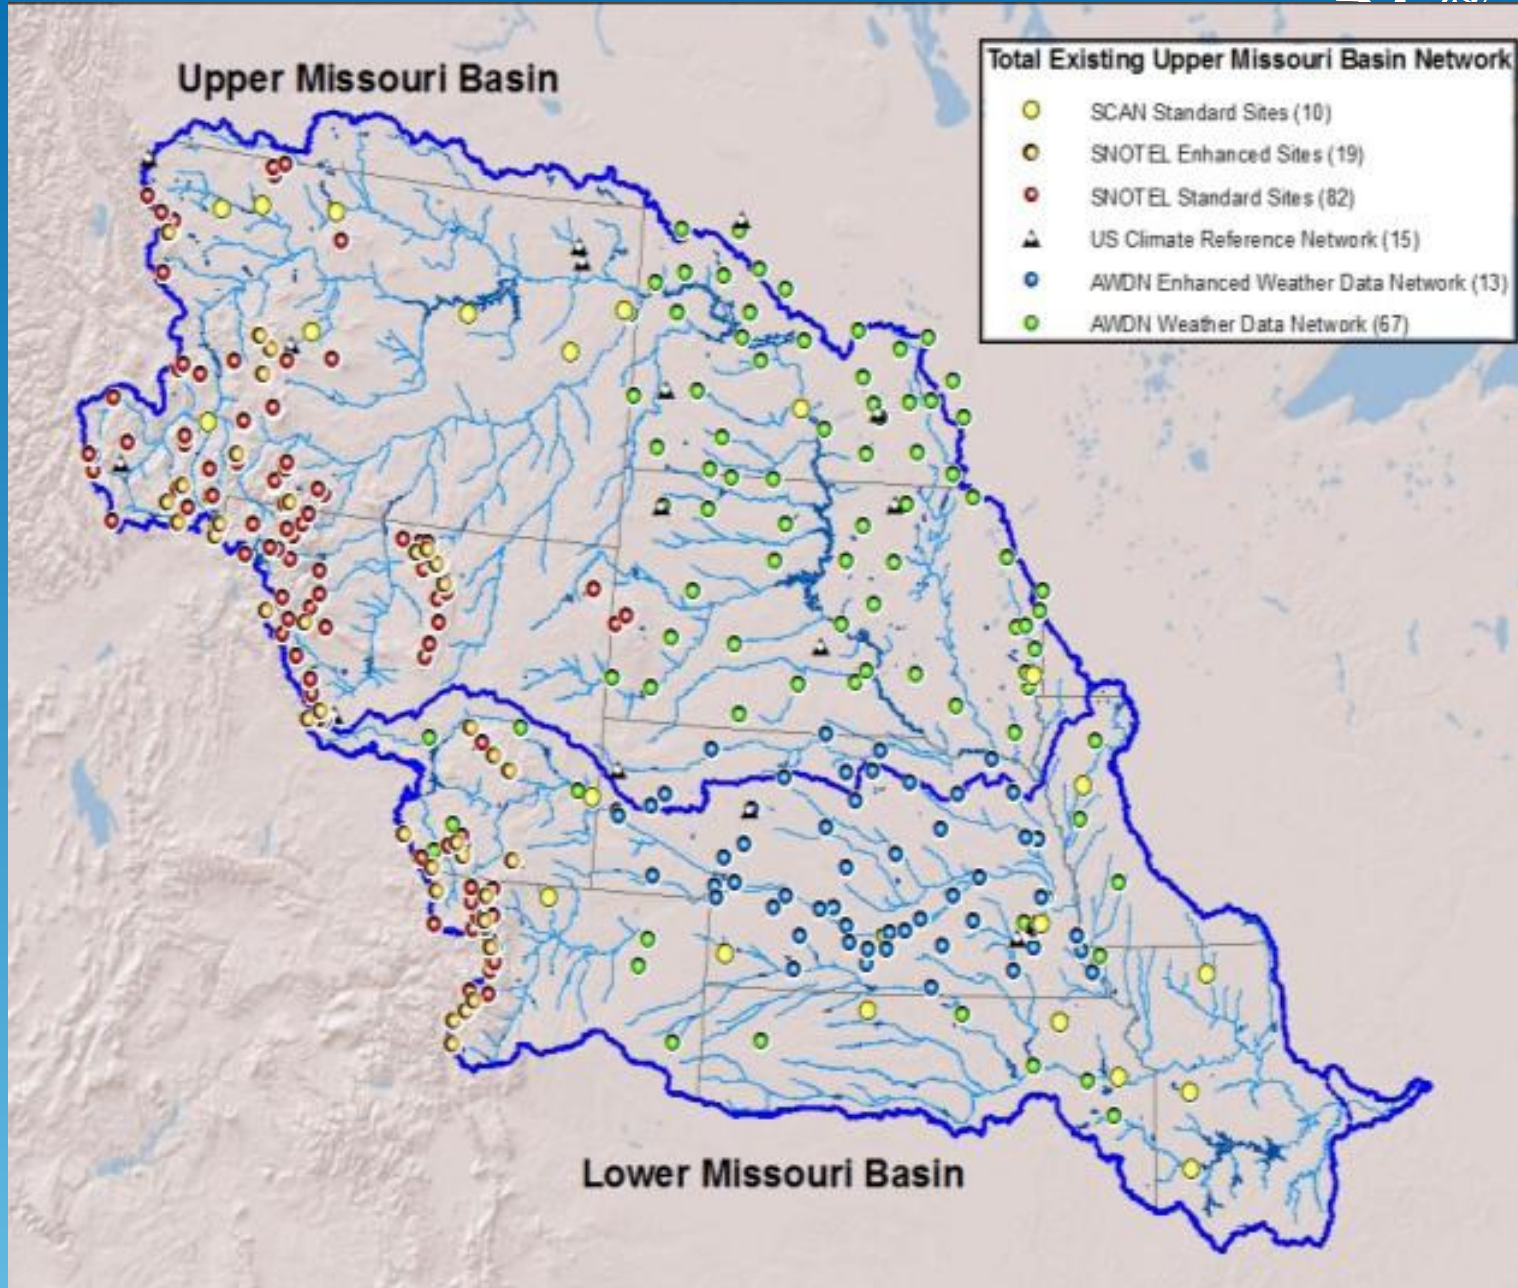 Upper Missouri Basin
Total Existing Upper Missouri Basin Network
SCAN Standard Sites (10)
SNOTEL Enhanced Sites (19)
SNOTEL Standard Sites (82)
US Climate Reference Network (15)
AWDN Enhanced Weather Data Network (13)
AWDN Weather Data Network (67)
Lower Missouri Basin